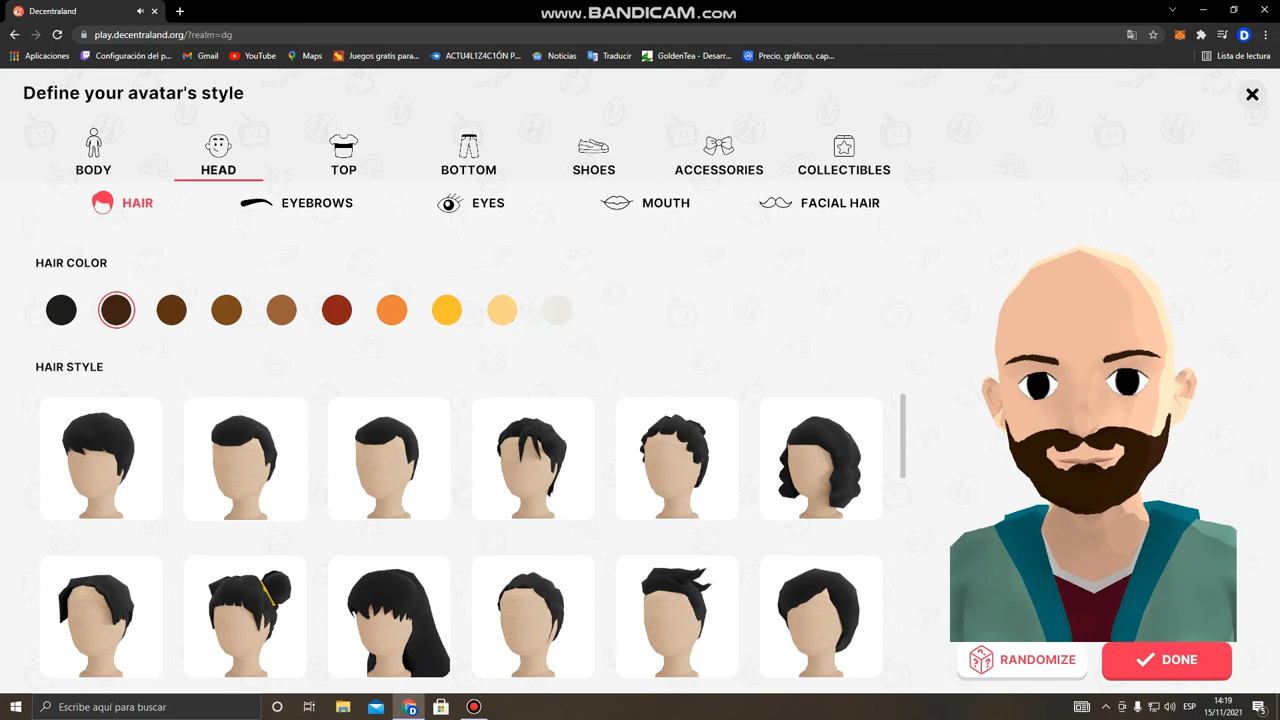 www.BANDICAM.com
Decentraland
play.decentraland.org/?realm=dg
D
Aplicaciones
Configuración del p...
Gmail
YouTube
Maps
Juegos gratis para...
ACTU4L1Z4C1ÓN P...
Noticias
Traducir
GoldenTea - Desarr...
Precio, gráficos, cap...
Lista de lectura
Define your avatar's style
BODY
HEAD
TOP
BOTTOM
SHOES
ACCESSORIES
COLLECTIBLES
HAIR
EYEBROWS
EYES
MOUTH
FACIAL HAIR
HAIR COLOR
HAIR STYLE
RANDOMIZE
DONE
Escribe aquí para buscar
ESP
14:19
15/11/2021